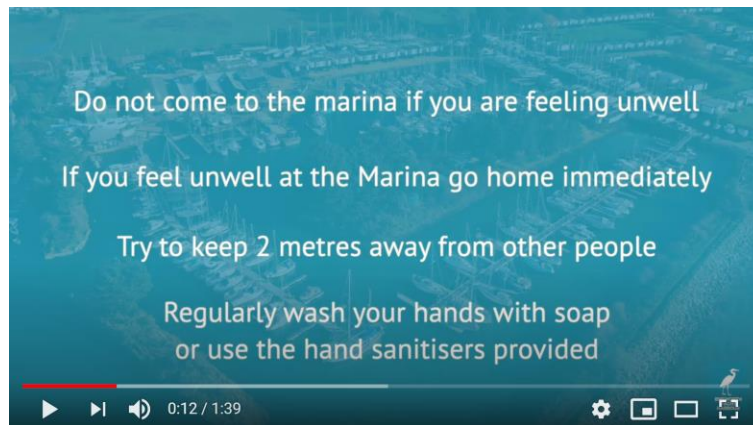 Do not come to the marina if you are feeling unwell
If you feel unwell at the Marina go home immediately
Try to keep 2 metres away from other people
Regularly wash your hands with soap
or use the hand sanitisers provided
0:12 / 1:39